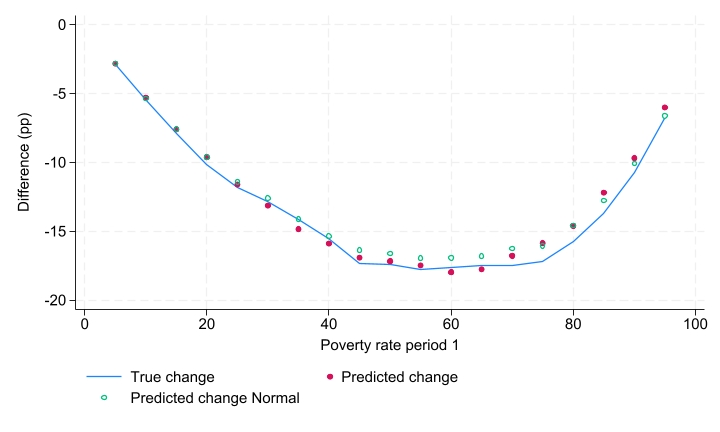 0
-5
-10
-15
-20
Difference (pp)
0 20 40 60 80 100
Poverty rate period 1
True change
Predicted change
Predicted change Normal